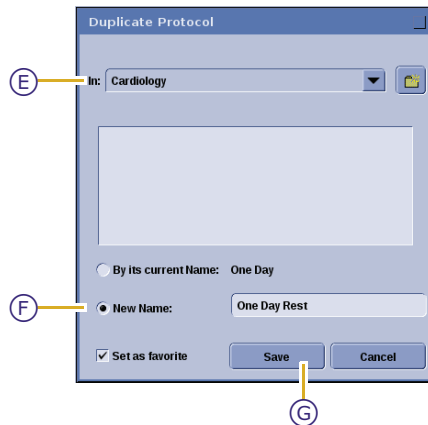 Duplicate Protocol
E In: Cardiology
By its current Name: One Day
F New Name: One Day Rest
Set as favorite Save Cancel
G